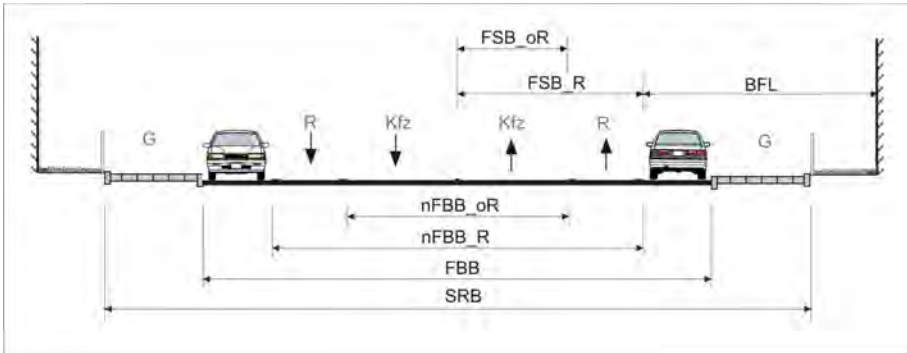 FSB_oR
FSB_R
BFL
G
R
Kfz
Kfz
R
G
nFBB_oR
nFBB_R
FBB
SRB